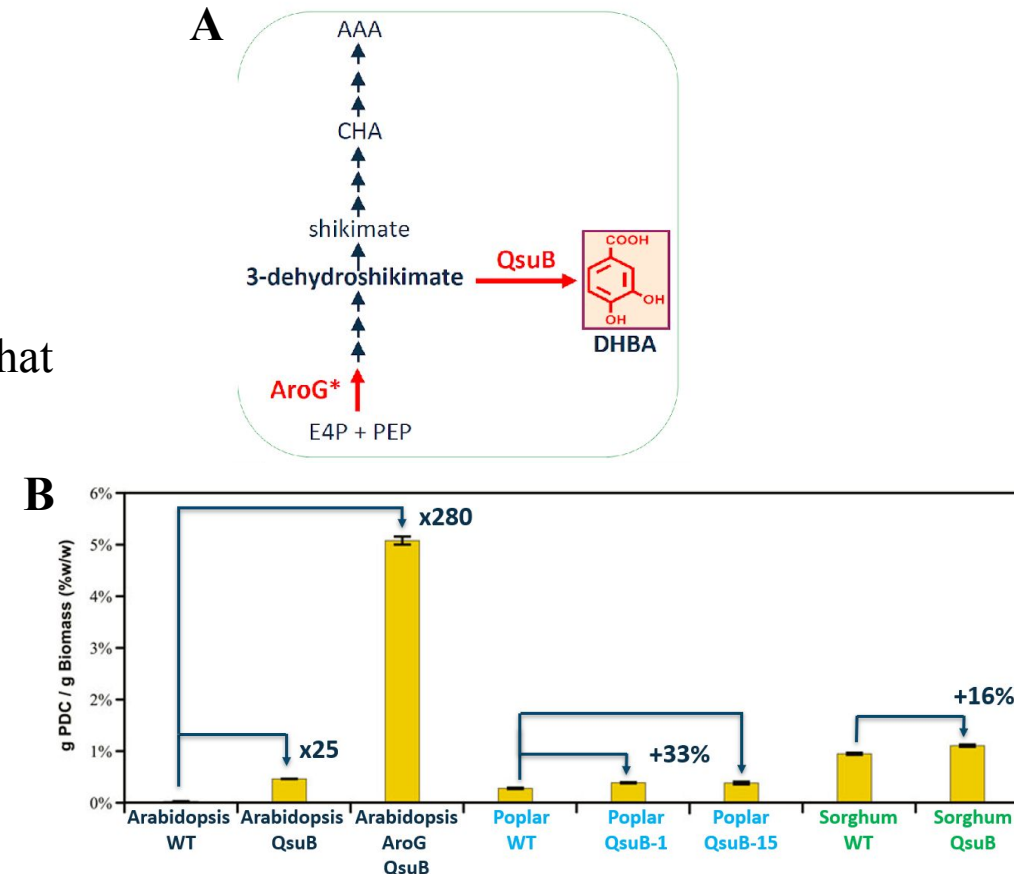 A
AAA
CHA
shikimate
3-dehydroshikimate
QsuB
COOH
OH
OH
DHBA
AroG*
E4P + PEP
hat
B
g PDC / g Biomass (%w/w)
6%
5%
4%
3%
2%
1%
0%
x280
x25
+33%
+16%
Arabidopsis WT
Arabidopsis QsuB
Arabidopsis AroG QsuB
Poplar WT
Poplar QsuB-1
Poplar QsuB-15
Sorghum WT
Sorghum QsuB